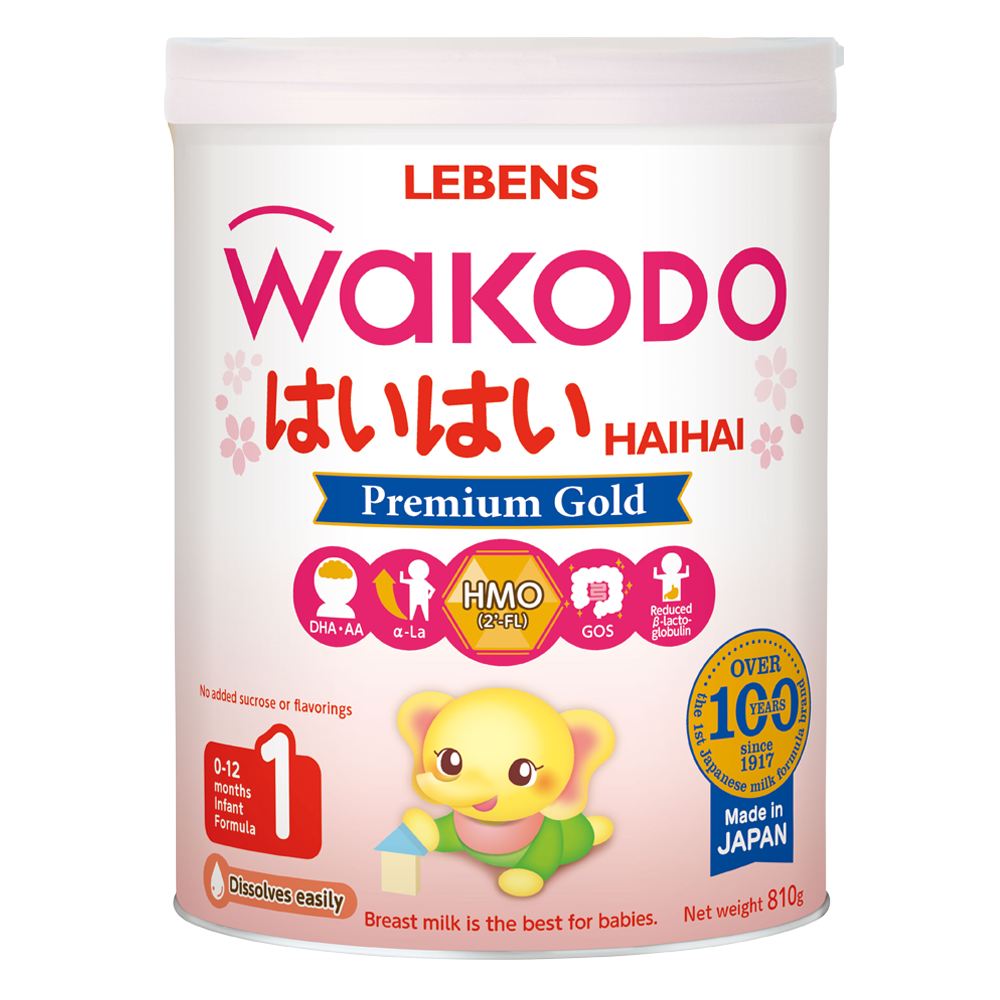 LEBENS
WAKODO
はいはい HAIHAI
Premium Gold
DHA・AA
α-La
HMO
(2'-FL)
GOS
Reduced
β-lacto-
globulin
No added sucrose or flavorings
0-12
months
Infant
Formula
1
Dissolves easily
OVER
100
YEARS
since
1917
the 1st Japanese milk formula brand
Made in
JAPAN
Breast milk is the best for babies.
Net weight 810g